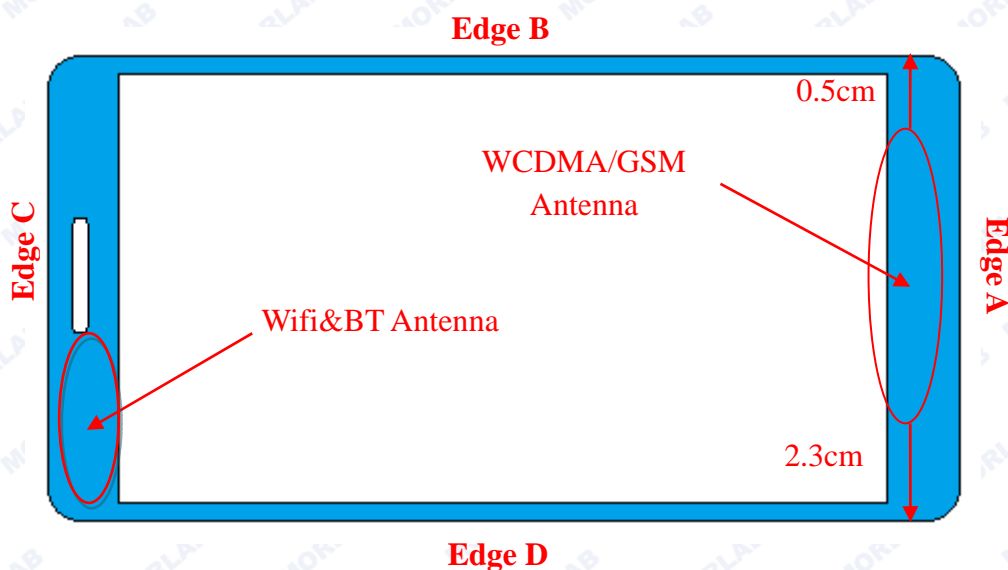 Edge B
0.5cm
WCDMA/GSM
Antenna
Edge C
Edge A
Wifi&BT Antenna
2.3cm
Edge D